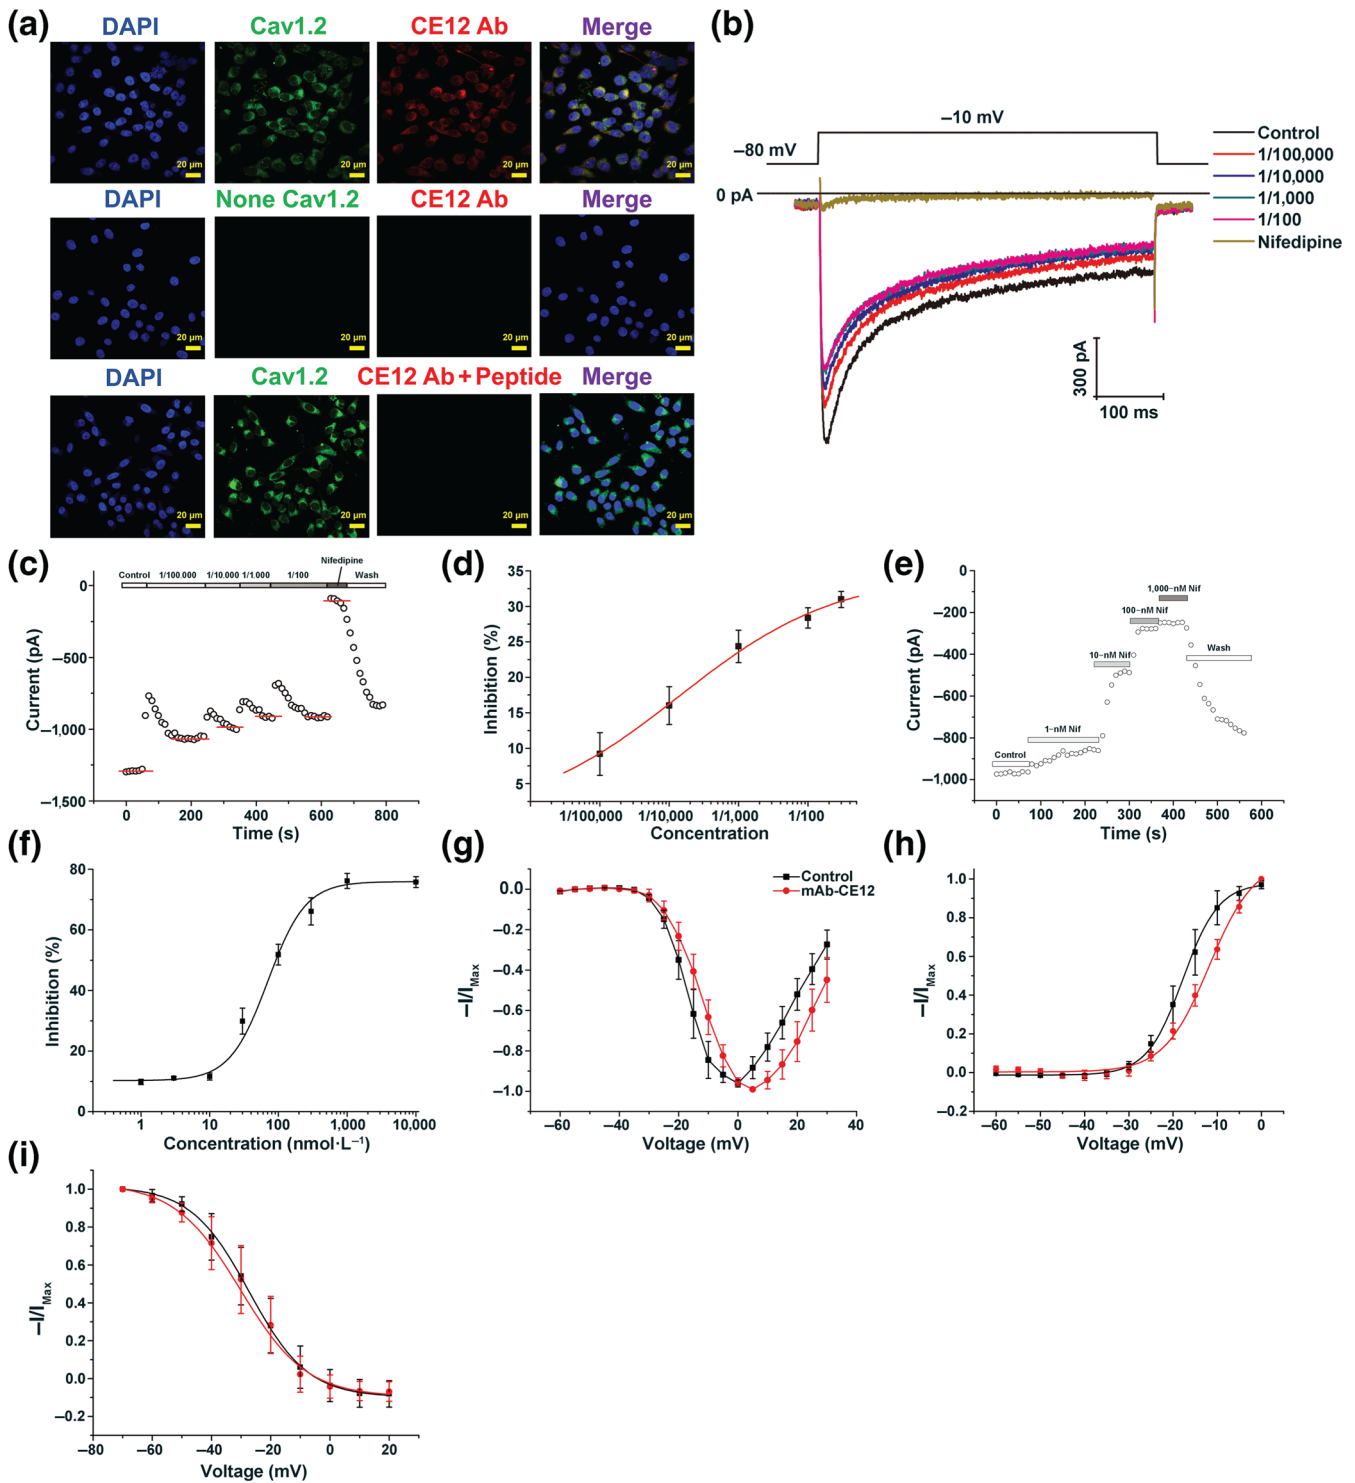 (a)
DAPI Cav1.2 CE12 Ab Merge
20 µm 20 µm 20 µm 20 µm
DAPI None Cav1.2 CE12 Ab Merge
20 µm 20 µm 20 µm 20 µm
DAPI Cav1.2 CE12 Ab + Peptide Merge
20 µm 20 µm 20 µm 20 µm
(b)
–10 mV
–80 mV
0 pA
Control
1/100,000
1/10,000
1/1,000
1/100
Nifedipine
300 pA
100 ms
(c)
Nifedipine
Control 1/100.000 1/10.000 1/1.000 1/100 Wash
0
–500
–1,000
–1,500
Current (pA)
0 200 400 600 800
Time (s)
(d)
35
30
25
20
15
10
5
Inhibition (%)
1/100,000 1/10,000 1/1,000 1/100
Concentration
(e)
0
–200
–400
–600
–800
–1,000
Current (pA)
1,000–nM Nif
100–nM Nif
10–nM Nif
1–nM Nif
Control
Wash
0 100 200 300 400 500 600
Time (s)
(f)
80
60
40
20
0
Inhibition (%)
1 10 100 1,000 10,000
Concentration (nmol·L⁻¹)
(g)
Control
mAb-CE12
0.0
–0.2
–0.4
–0.6
–0.8
–1.0
–I/IMax
–60 –40 –20 0 20 40
Voltage (mV)
(h)
1.0
0.8
0.6
0.4
0.2
0.0
–0.2
–I/IMax
–60 –50 –40 –30 –20 –10 0
Voltage (mV)
(i)
1.0
0.8
0.6
0.4
0.2
0.0
–0.2
–I/IMax
–80 –60 –40 –20 0 20
Voltage (mV)